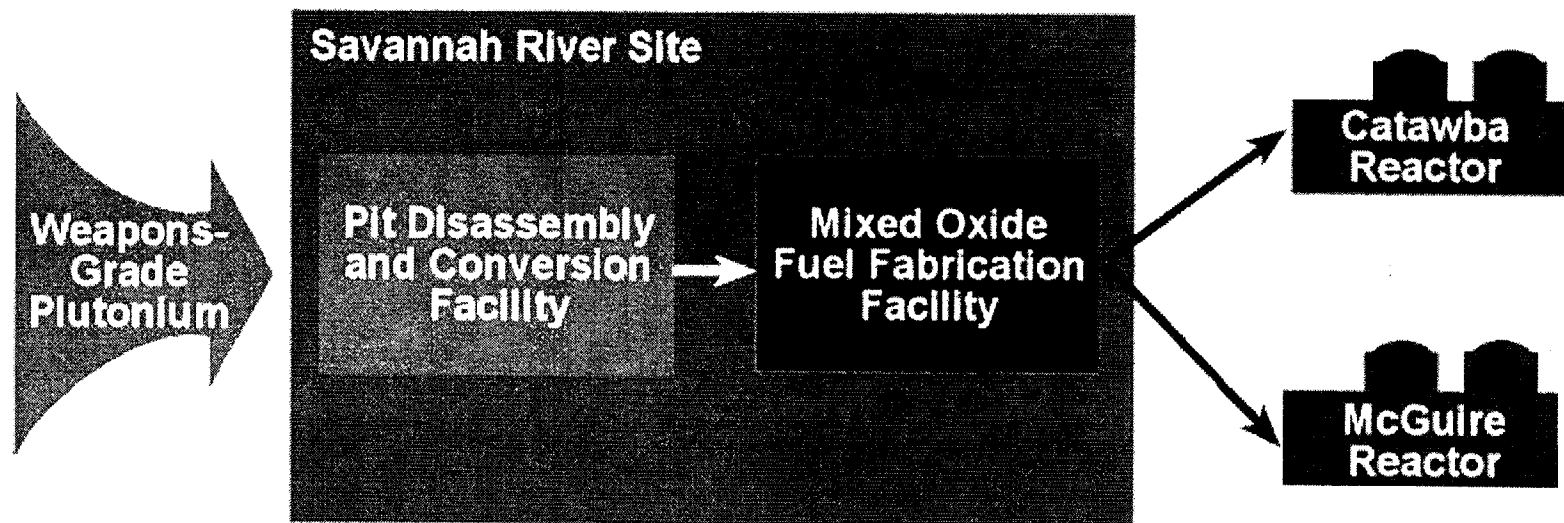 Savannah River Site
Weapons-
Grade
Plutonium
Pit Disassembly
and Conversion
Facility
Mixed Oxide
Fuel Fabrication
Facility
Catawba
Reactor
McGuire
Reactor